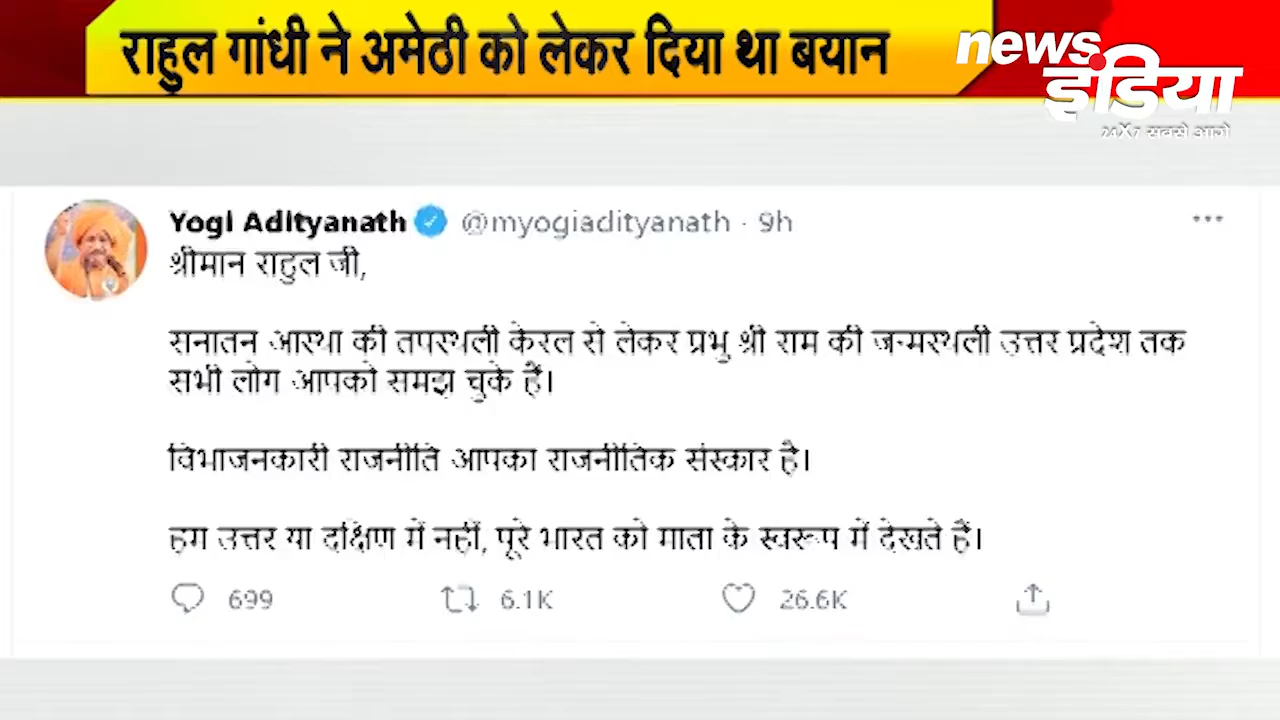 राहुल गांधी ने अमेठी को लेकर दिया था बयान
news
इंडिया
24X7 सबसे आगे
Yogi Adityanath @myogiadityanath · 9h
श्रीमान राहुल जी,
सनातन आस्था की तपस्थली केरल से लेकर प्रभु श्री राम की जन्मस्थली उत्तर प्रदेश तक
सभी लोग आपको समझ चुके हैं।
विभाजनकारी राजनीति आपका राजनीतिक संस्कार है।
हम उत्तर या दक्षिण में नहीं, पूरे भारत को माता के स्वरूप में देखते हैं।
699 6.1K 26.6K